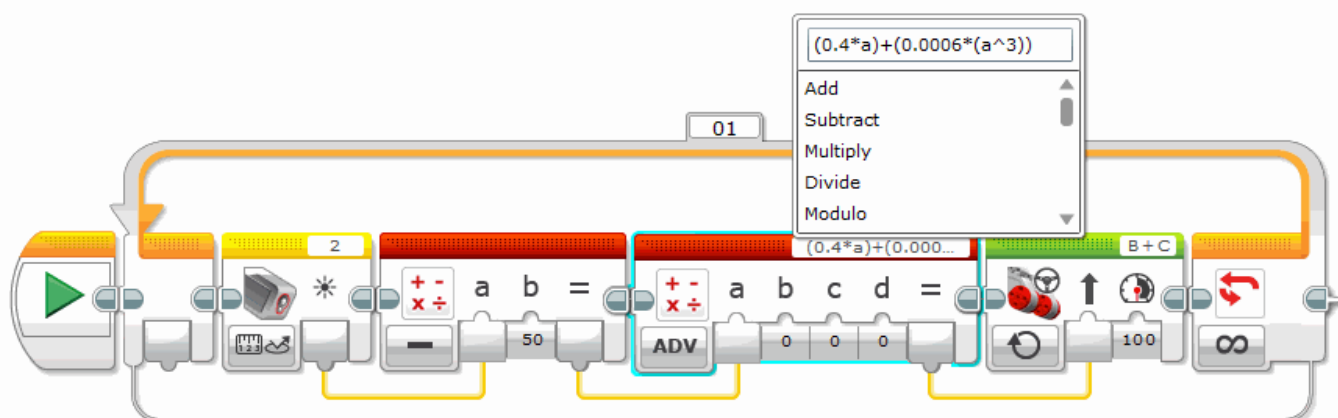 (0.4*a)+(0.0006*(a^3))
Add
Subtract
Multiply
Divide
Modulo
01
2
(0.4*a)+(0.000...
B+C
a b =
a b c d =
50
ADV
0 0 0
100